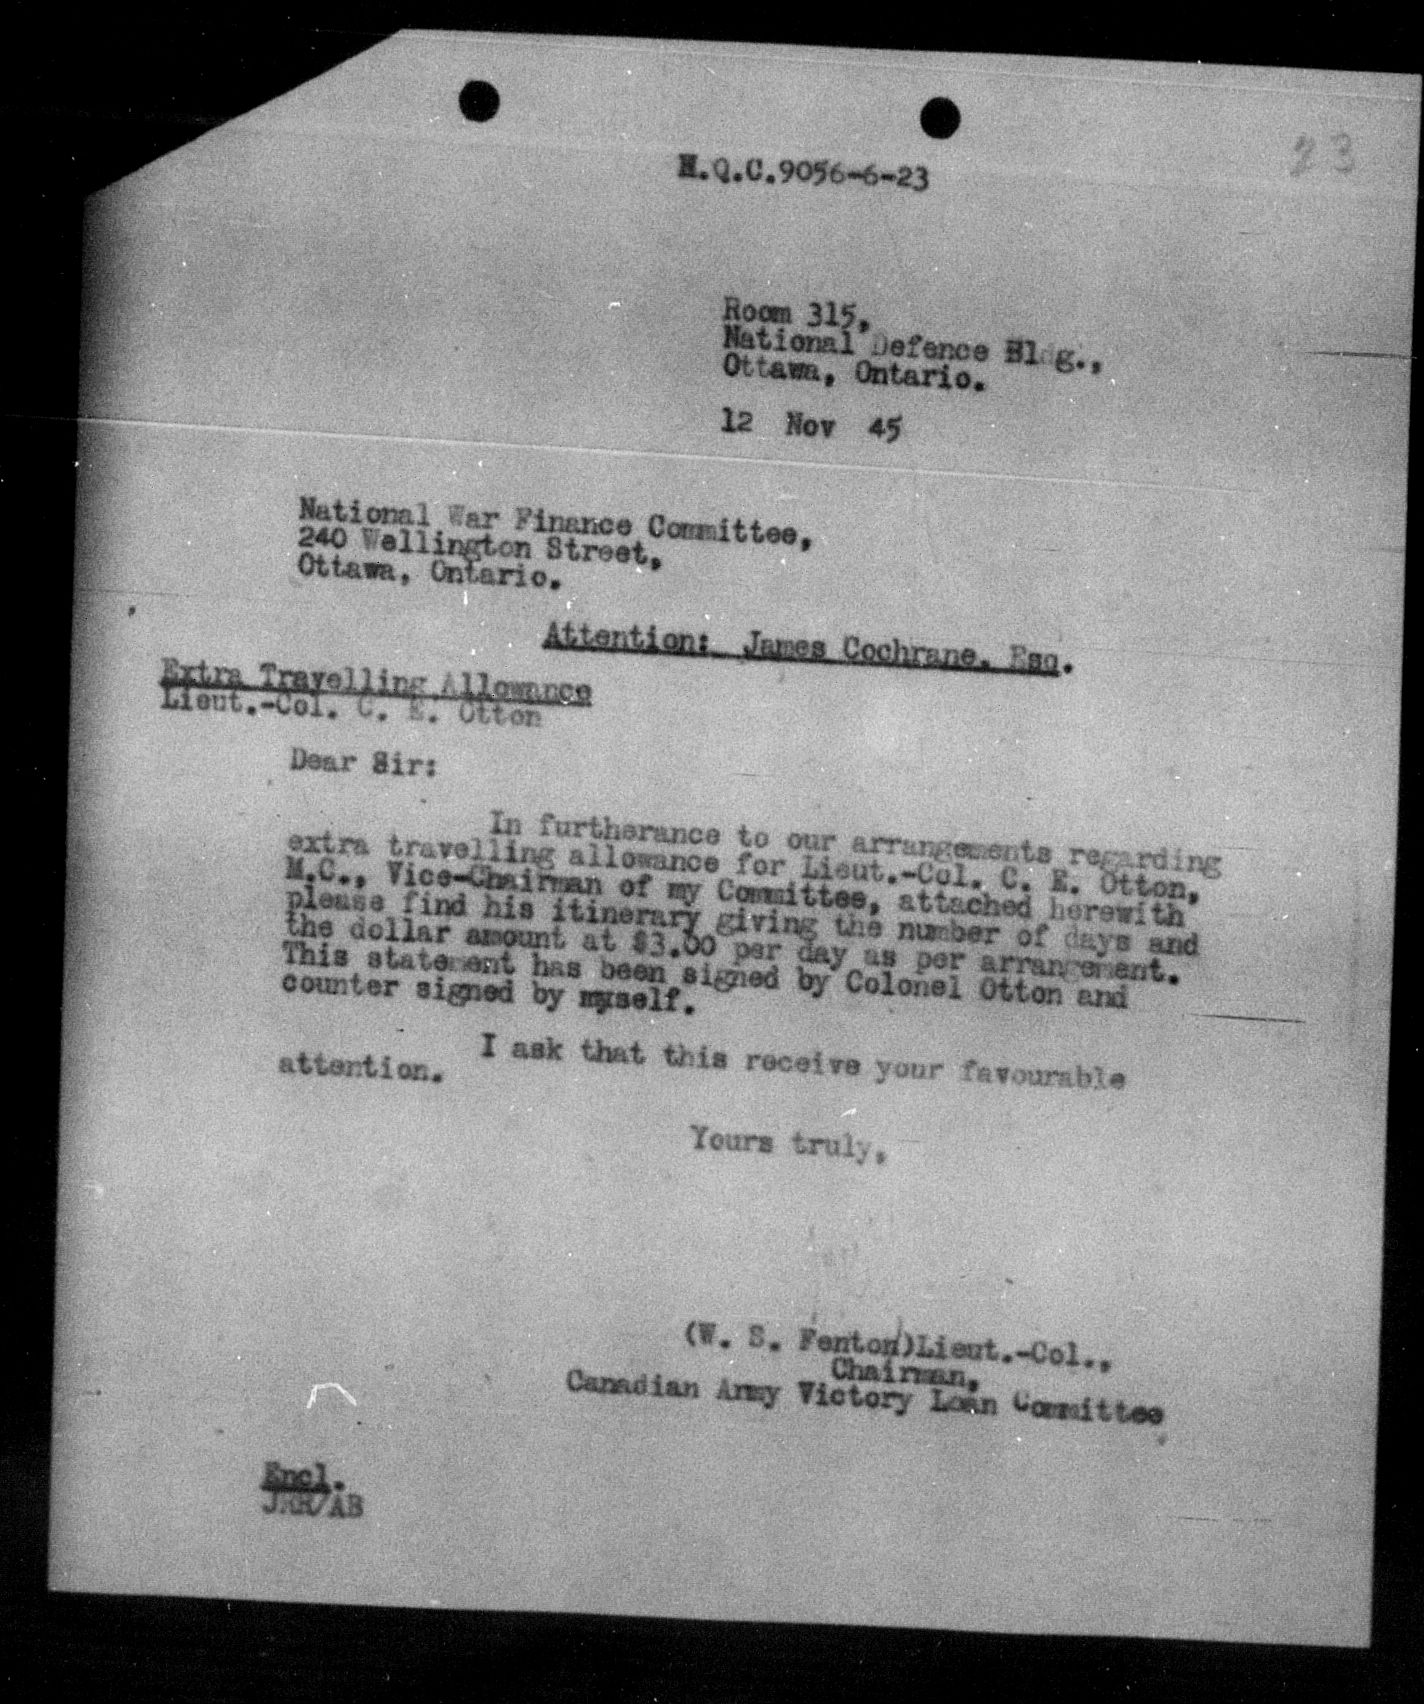 23
H.Q.C.9056-6-23
Room 315,
National Defence Bldg.,
Ottawa, Ontario.
12 Nov 45
National War Finance Committee,
240 Wellington Street,
Ottawa, Ontario.
Attention: James Cochrane, Esq.
Extra Travelling Allowance
Lieut.-Col. C. E. Otton
Dear Sir:
In furtherance to our arrangements regarding
extra travelling allowance for Lieut.-Col. C. E. Otton,
M.C., Vice-Chairman of my Committee, attached herewith
please find his itinerary giving the number of days and
the dollar amount at $3.00 per day as per arrangement.
This statement has been signed by Colonel Otton and
counter signed by myself.
I ask that this receive your favourable
attention.
Yours truly,
(W. S. Fenton)Lieut.-Col.,
Chairman,
Canadian Army Victory Loan Committee
Encl.